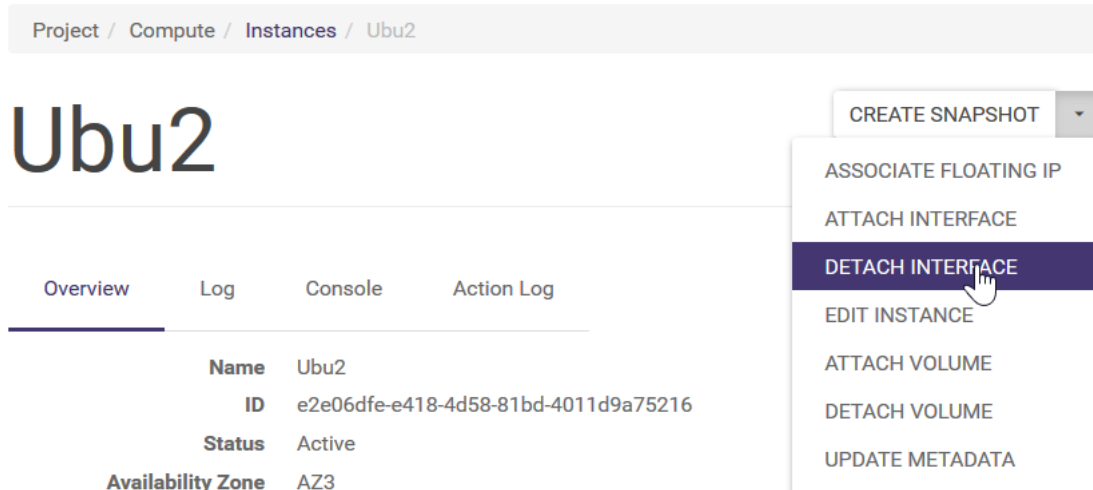 Project / Compute / Instances / Ubu2
Ubu2
CREATE SNAPSHOT
ASSOCIATE FLOATING IP
ATTACH INTERFACE
DETACH INTERFACE
EDIT INSTANCE
ATTACH VOLUME
DETACH VOLUME
UPDATE METADATA
Overview Log Console Action Log
Name Ubu2
ID e2e06dfe-e418-4d58-81bd-4011d9a75216
Status Active
Availability Zone AZ3